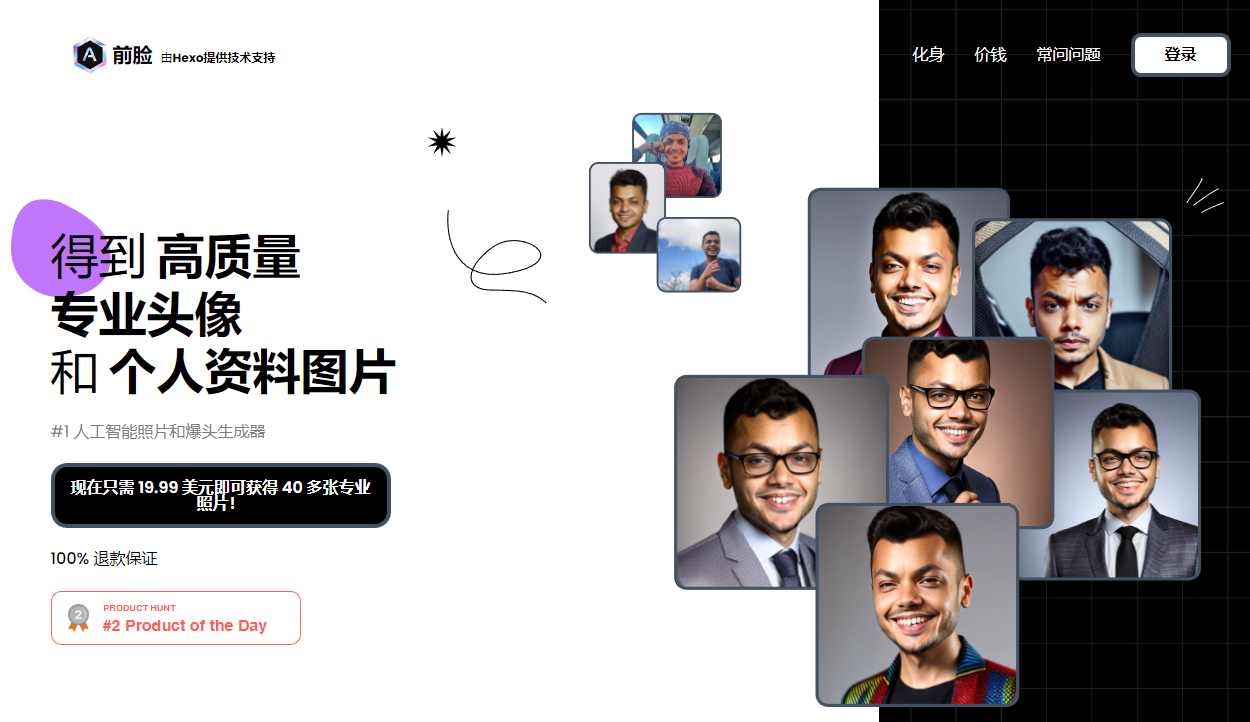 前脸 由Hexo提供技术支持
化身 价钱 常问问题 登录
得到 高质量
专业头像
和 个人资料图片
#1 人工智能照片和爆头生成器
现在只需 19.99 美元即可获得 40 多张专业
照片!
100% 退款保证
2
PRODUCT HUNT
#2 Product of the Day